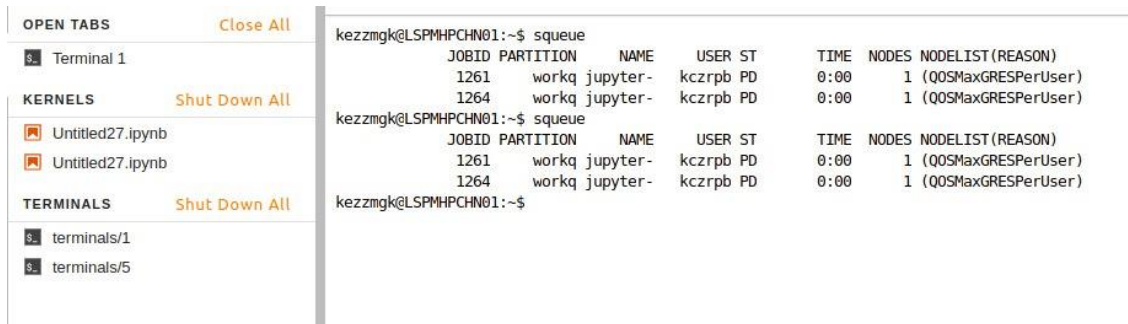 OPEN TABS Close All
Terminal 1
KERNELS Shut Down All
Untitled27.ipynb
Untitled27.ipynb
TERMINALS Shut Down All
terminals/1
terminals/5
kezzmgk@LSPMHPCHN01:~$ squeue
JOBID PARTITION NAME USER ST TIME NODES NODELIST(REASON)
1261 workq jupyter- kczrpb PD 0:00 1 (QOSMaxGRESPerUser)
1264 workq jupyter- kczrpb PD 0:00 1 (QOSMaxGRESPerUser)
kezzmgk@LSPMHPCHN01:~$ squeue
JOBID PARTITION NAME USER ST TIME NODES NODELIST(REASON)
1261 workq jupyter- kczrpb PD 0:00 1 (QOSMaxGRESPerUser)
1264 workq jupyter- kczrpb PD 0:00 1 (QOSMaxGRESPerUser)
kezzmgk@LSPMHPCHN01:~$